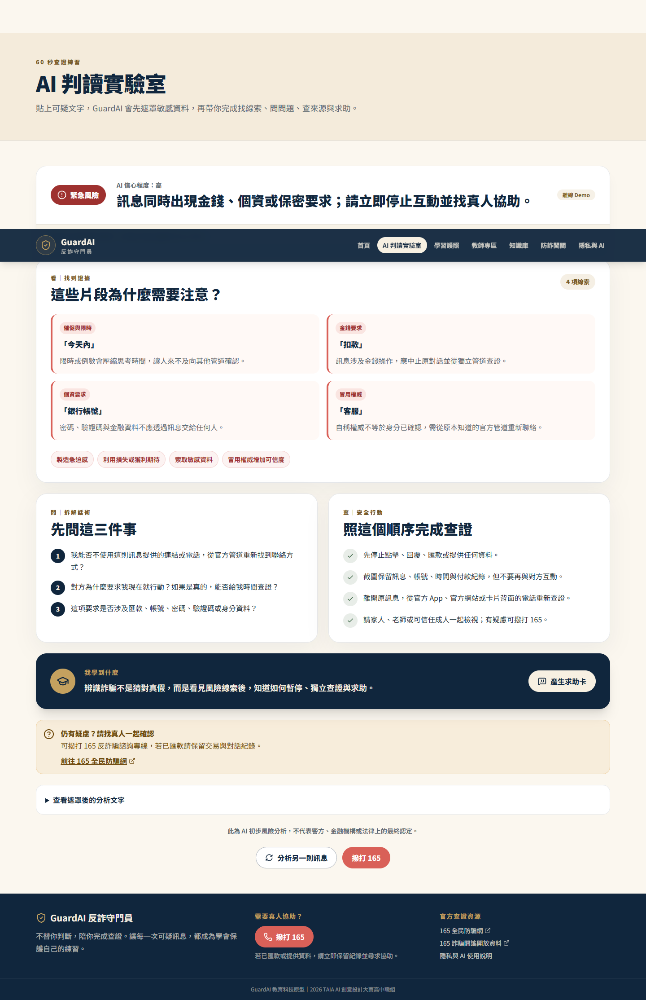 60 秒查證練習
AI 判讀實驗室
貼上可疑文字，GuardAI 會先遮罩敏感資料，再帶你完成找線索、問問題、查來源與求助。
緊急風險
AI 信心程度：高
訊息同時出現金錢、個資或保密要求；請立即停止互動並找真人協助。
離線 Demo
GuardAI
反詐守門員
首頁
AI 判讀實驗室
學習護照
教師專區
知識庫
防詐闖關
隱私與 AI
看｜找到證據
這些片段為什麼需要注意？
4 項線索
催促與限時
「今天內」
限時或倒數會壓縮思考時間，讓人來不及向其他管道確認。
金錢要求
「扣款」
訊息涉及金錢操作，應中止原對話並從獨立管道查證。
個資要求
「銀行帳號」
密碼、驗證碼與金融資料不應透過訊息交給任何人。
冒用權威
「客服」
自稱權威不等於身分已確認，需從原本知道的官方管道重新聯絡。
製造急迫感
利用損失或獲利期待
索取敏感資料
冒用權威增加可信度
問｜拆解話術
先問這三件事
1 我能否不使用這則訊息提供的連結或電話，從官方管道重新找到聯絡方
式？
2 對方為什麼要求我現在就行動？如果是真的，能否給我時間查證？
3 這項要求是否涉及匯款、帳號、密碼、驗證碼或身分資料？
查｜安全行動
照這個順序完成查證
先停止點擊、回覆、匯款或提供任何資料。
截圖保留訊息、帳號、時間與付款紀錄，但不要再與對方互動。
離開原訊息，從官方 App、官方網站或卡片背面的電話重新查證。
請家人、老師或可信任成人一起檢視；有疑慮可撥打 165。
我學到什麼
辨識詐騙不是猜對真假，而是看見風險線索後，知道如何暫停、獨立查證與求助。
產生求助卡
仍有疑慮？請找真人一起確認
可撥打 165 反詐騙諮詢專線，若已匯款請保留交易與對話紀錄。
前往 165 全民防騙網
查看遮罩後的分析文字
此為 AI 初步風險分析，不代表警方、金融機構或法律上的最終認定。
分析另一則訊息
撥打 165
GuardAI 反詐守門員
不替你判斷，陪你完成查證。讓每一次可疑訊息，都成為學會保
護自己的練習。
需要真人協助？
撥打 165
若已匯款或提供資料，請立即保留紀錄並尋求協助。
官方查證資源
165 全民防騙網
165 詐騙闢謠開放資料
隱私與 AI 使用說明
GuardAI 教育科技原型｜2026 TAIA AI 創意設計大賽高中職組